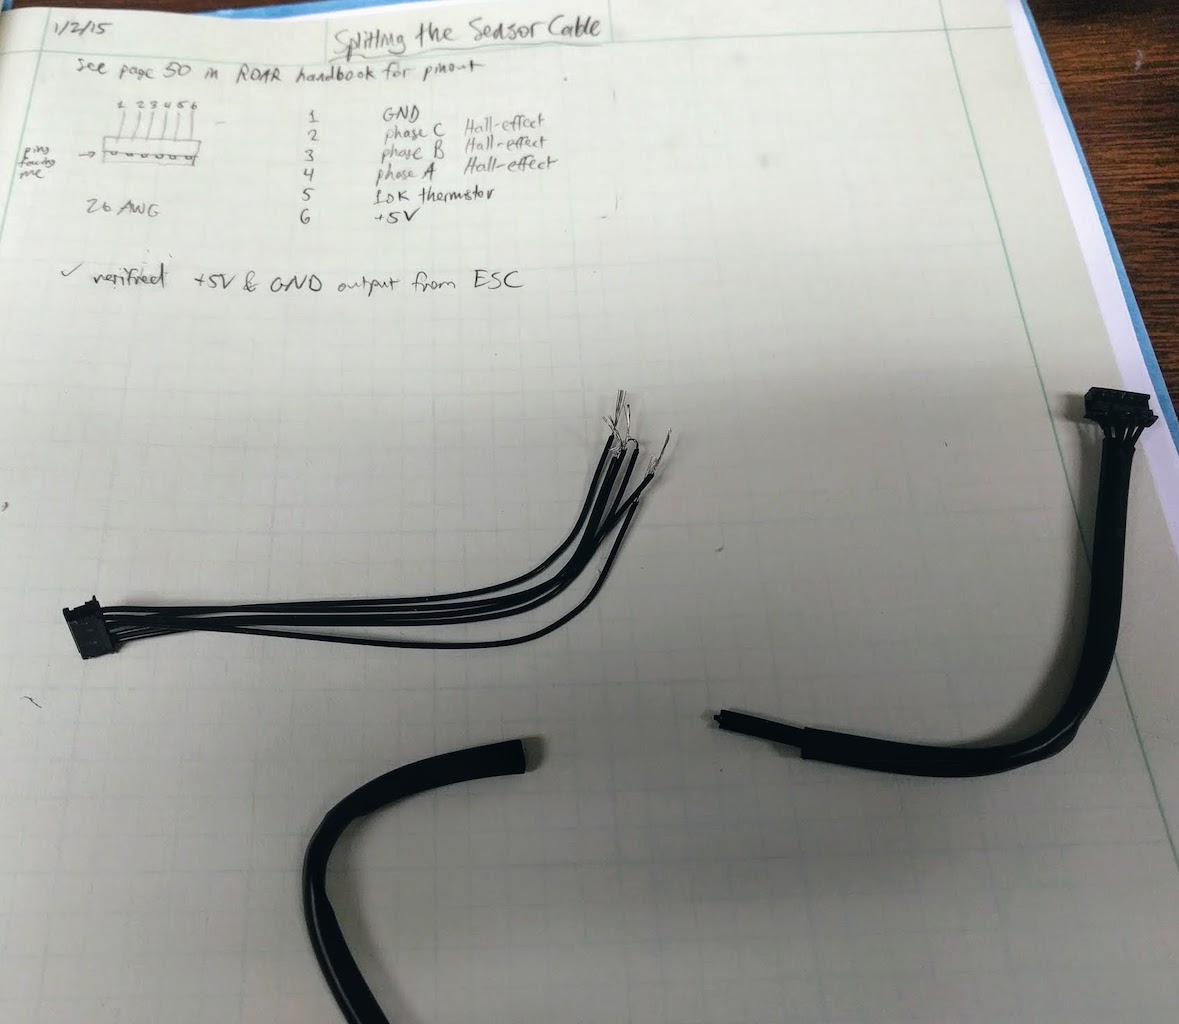 1/2/15
Splitting the Sensor Cable
See page 50 in ROAR handbook for pinout
1 2 3 4 5 6
pins
facing
me
26 AWG
1 GND
2 phase C Hall-effect
3 phase B Hall-effect
4 phase A Hall-effect
5 10K thermistor
6 +5V
✓ verified +5V & GND output from ESC